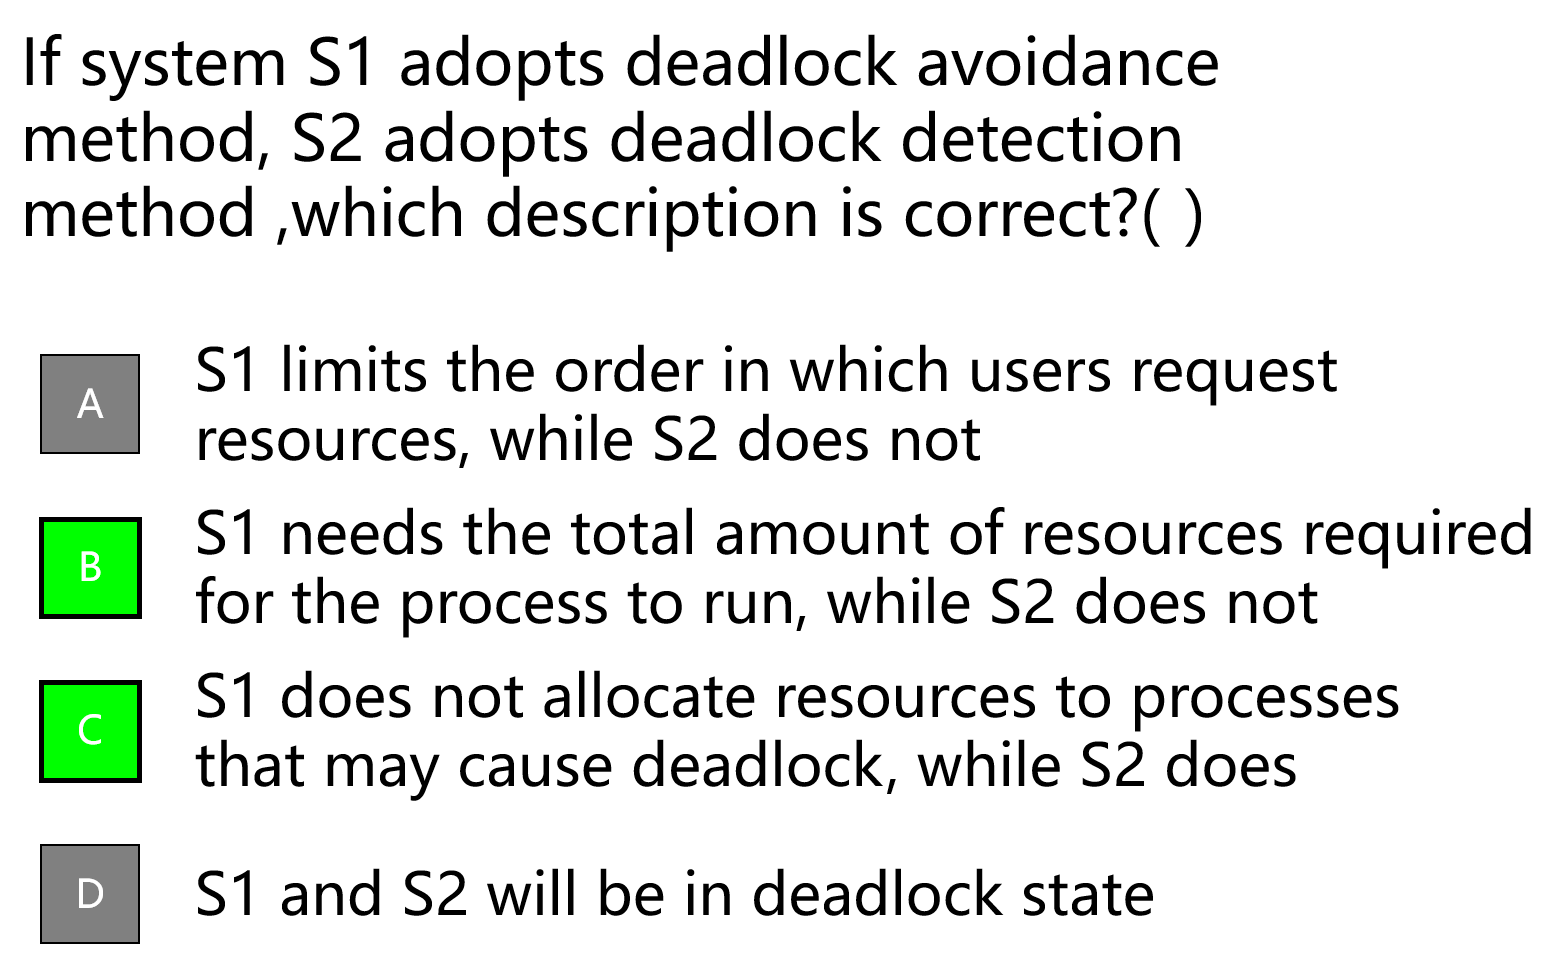 If system S1 adopts deadlock avoidance
method, S2 adopts deadlock detection
method ,which description is correct?( )
A
S1 limits the order in which users request
resources, while S2 does not
B
S1 needs the total amount of resources required
for the process to run, while S2 does not
C
S1 does not allocate resources to processes
that may cause deadlock, while S2 does
D
S1 and S2 will be in deadlock state